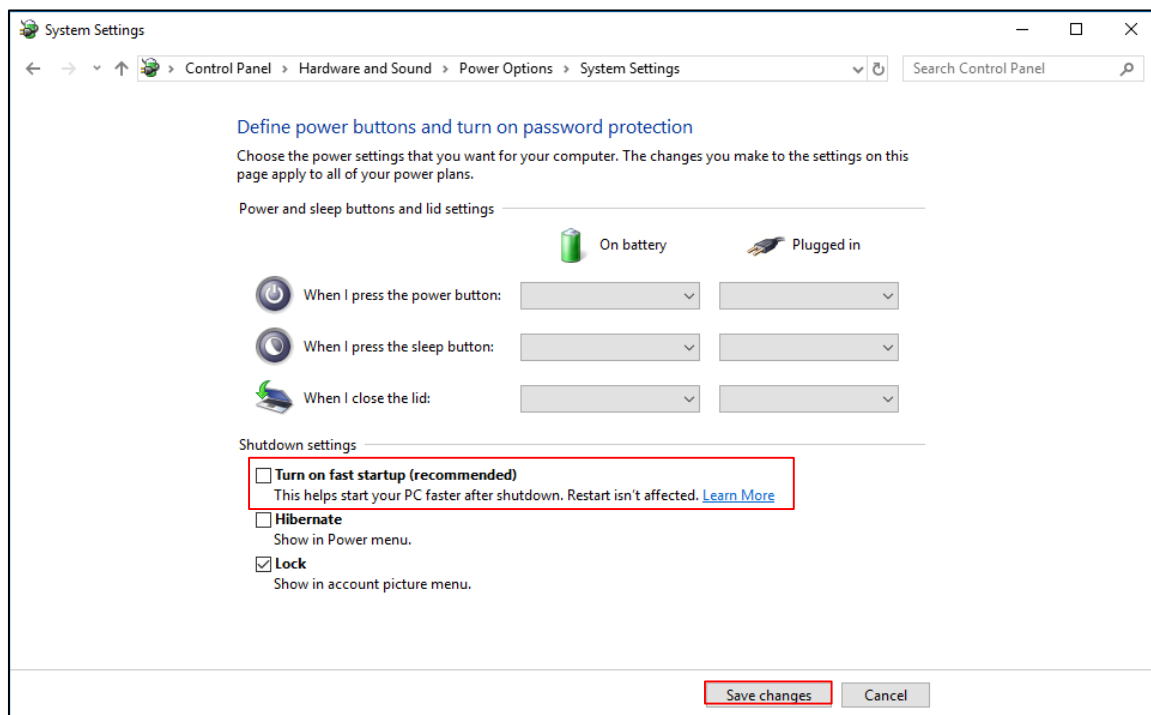 System Settings
Control Panel > Hardware and Sound > Power Options > System Settings
Search Control Panel
Define power buttons and turn on password protection
Choose the power settings that you want for your computer. The changes you make to the settings on this
page apply to all of your power plans.
Power and sleep buttons and lid settings
On battery
Plugged in
When I press the power button:
When I press the sleep button:
When I close the lid:
Shutdown settings
Turn on fast startup (recommended)
This helps start your PC faster after shutdown. Restart isn't affected. Learn More
Hibernate
Show in Power menu.
Lock
Show in account picture menu.
Save changes
Cancel